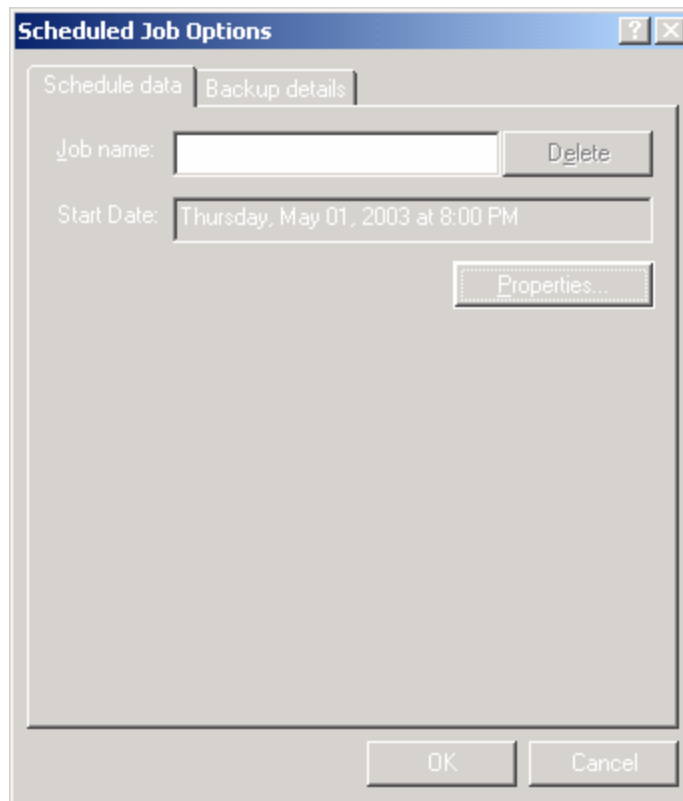 Scheduled Job Options
Schedule data Backup details
Job name: Delete
Start Date: Thursday, May 01, 2003 at 8:00 PM
Properties...
OK Cancel